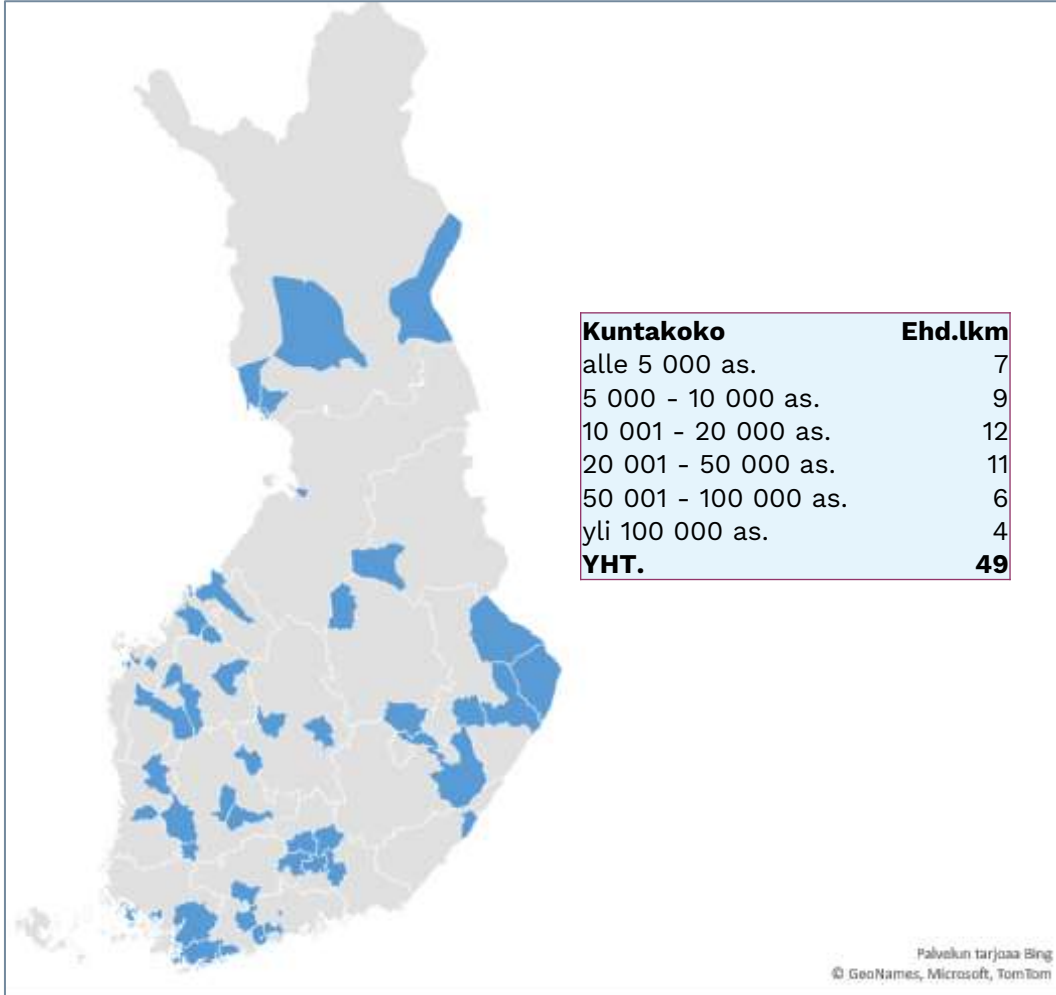 Kuntakoko Ehd.lkm
alle 5 000 as. 7
5 000 - 10 000 as. 9
10 001 - 20 000 as. 12
20 001 - 50 000 as. 11
50 001 - 100 000 as. 6
yli 100 000 as. 4
YHT. 49
Palvelun tarjoaa Bing
© GeoNames, Microsoft, TomTom